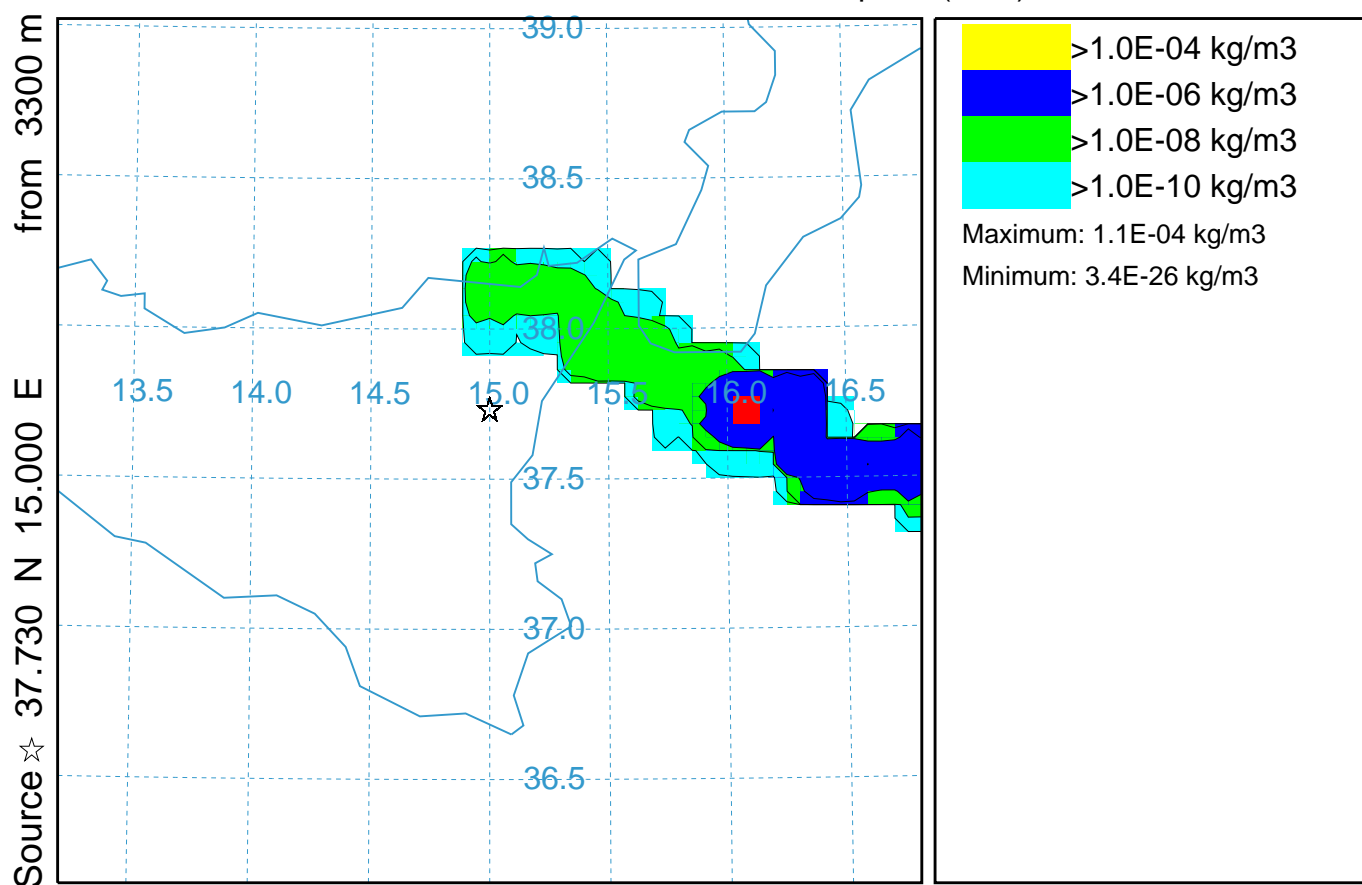 Source ☆ 37.730 N 15.000 E from 3300 m
39.0
38.5
38.0
13.5 14.0 14.5 15.0 15.5 16.0 16.5
37.5
37.0
36.5
>1.0E-04 kg/m3
>1.0E-06 kg/m3
>1.0E-08 kg/m3
>1.0E-10 kg/m3
Maximum: 1.1E-04 kg/m3
Minimum: 3.4E-26 kg/m3